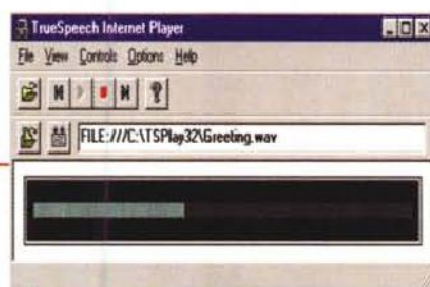 TrueSpeech Internet Player
File View Controls Options Help
FILE:///C:\TSPlay32\Greeting.wav